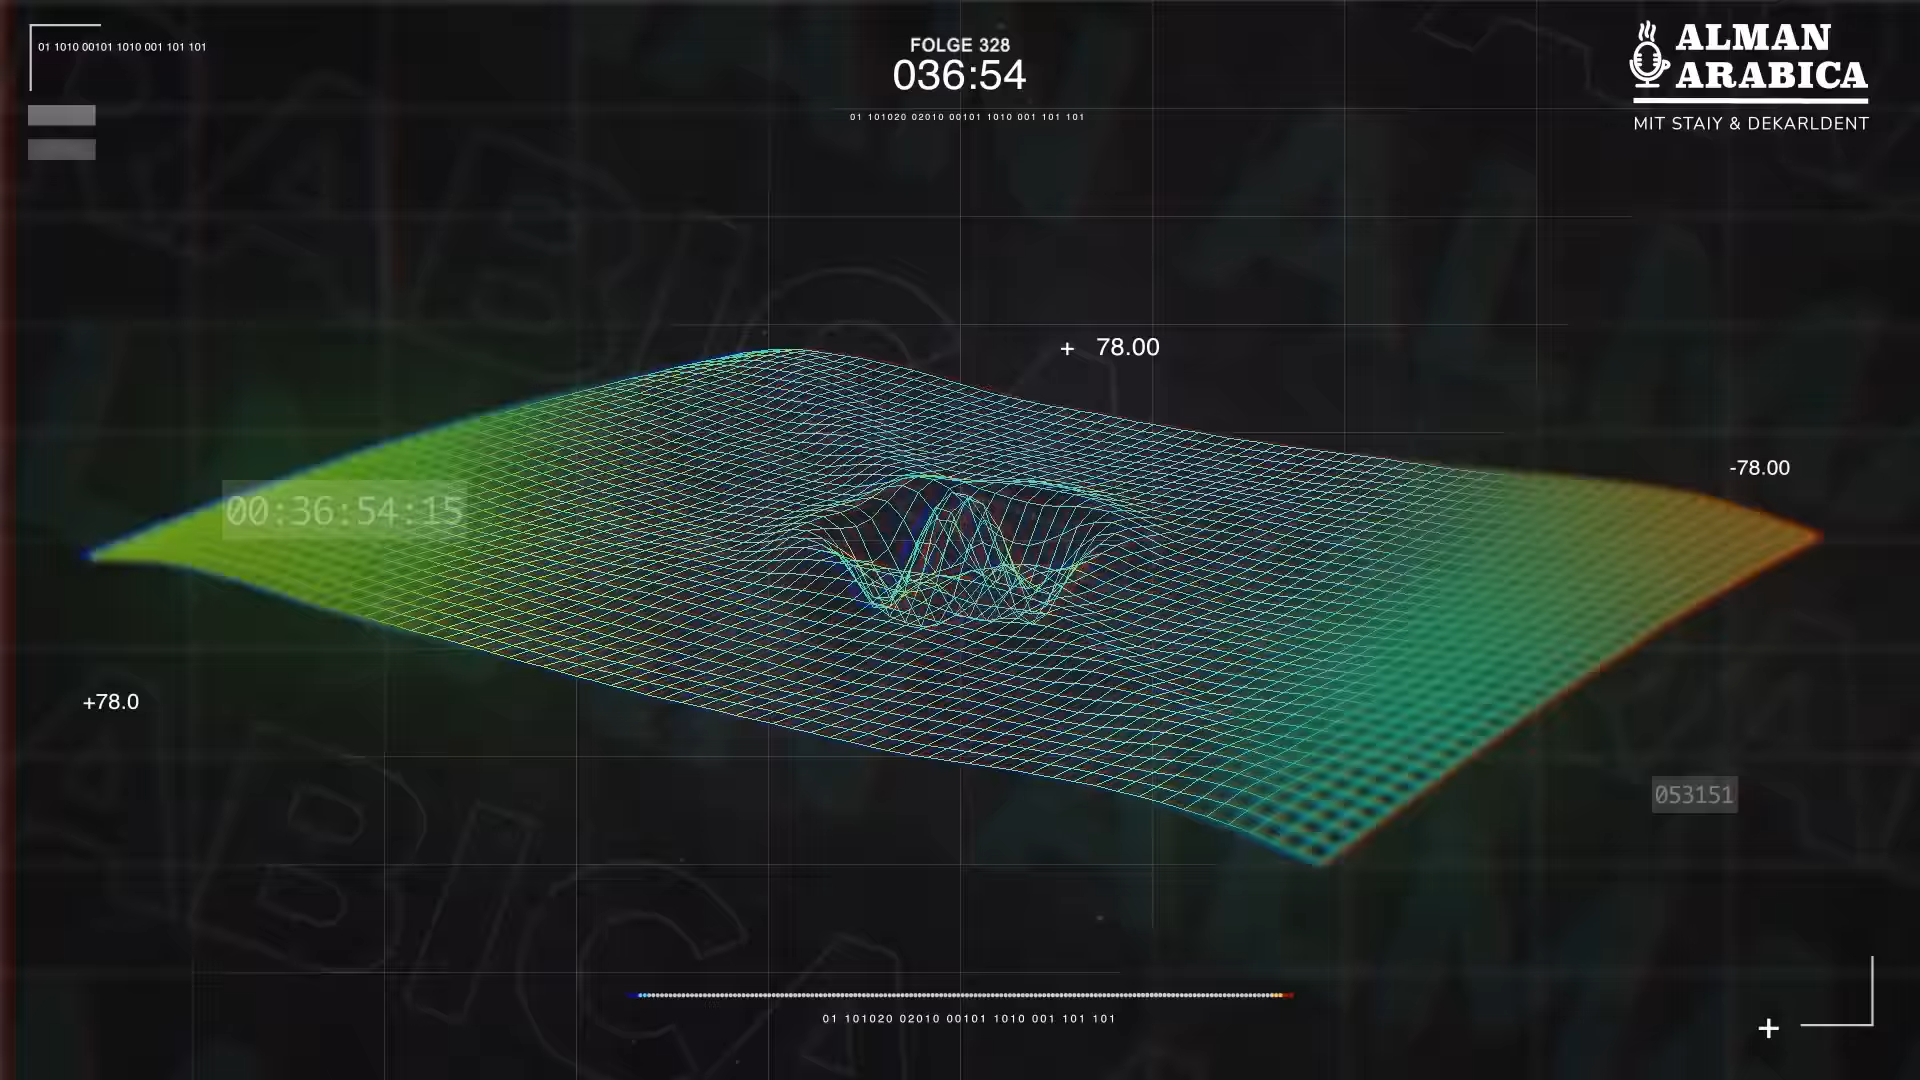 01 1010 00101 1010 001 101 101
FOLGE 328
036:54
01 101020 02010 00101 1010 001 101 101
ALMAN
ARABICA
MIT STAIY & DEKARLDENT
+ 78.00
-78.00
00:36:54:15
+78.0
053151
01 101020 02010 00101 1010 001 101 101
+